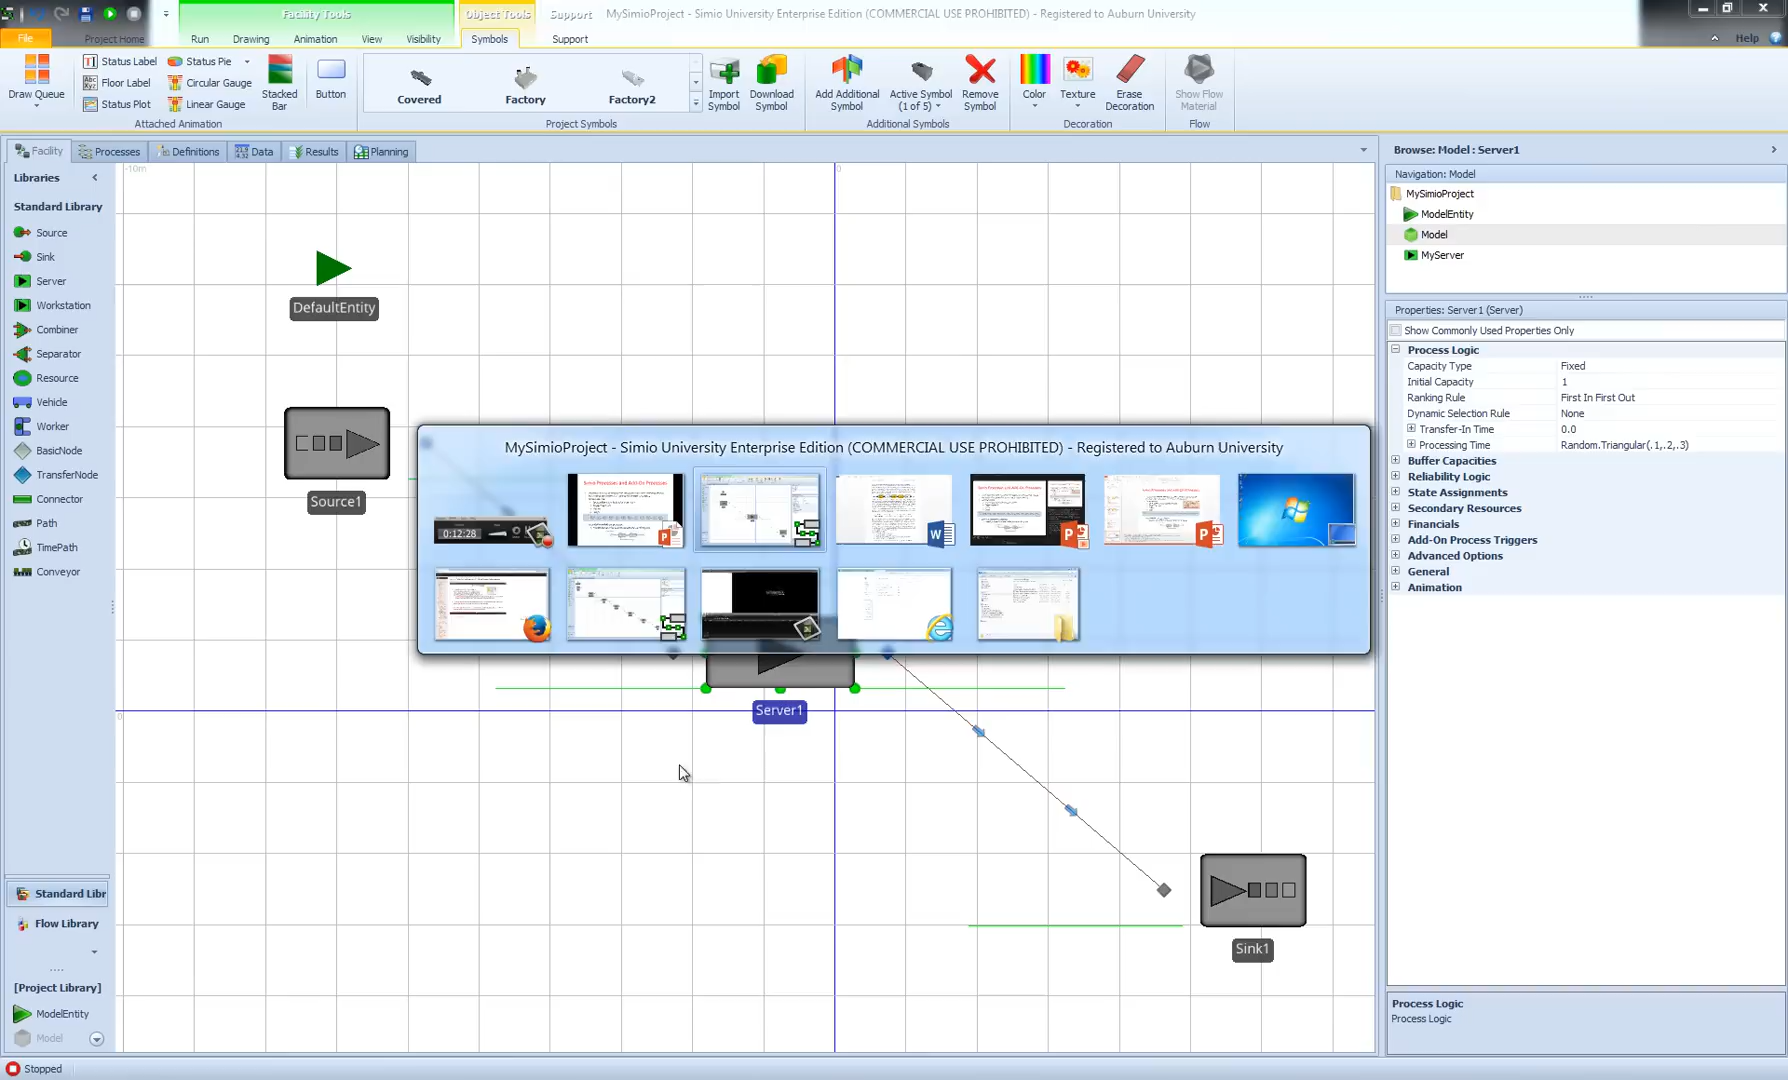 Facility Tools
Object Tools
Support
MySimioProject - Simio University Enterprise Edition (COMMERCIAL USE PROHIBITED) - Registered to Auburn University
File
Project Home
Run
Drawing
Animation
View
Visibility
Symbols
Support
Help
Draw Queue
Status Label
Floor Label
Status Plot
Status Pie
Circular Gauge
Linear Gauge
Stacked Bar
Button
Attached Animation
Covered
Factory
Factory2
Import Symbol
Download Symbol
Project Symbols
Add Additional Symbol
Active Symbol (1 of 5)
Remove Symbol
Additional Symbols
Color
Texture
Erase Decoration
Decoration
Show Flow Material
Flow
Facility
Processes
Definitions
Data
Results
Planning
Libraries
Standard Library
Source
Sink
Server
Workstation
Combiner
Separator
Resource
Vehicle
Worker
BasicNode
TransferNode
Connector
Path
TimePath
Conveyor
Standard Libr
Flow Library
[Project Library]
ModelEntity
Model
-10m
0
0
DefaultEntity
Source1
MySimioProject - Simio University Enterprise Edition (COMMERCIAL USE PROHIBITED) - Registered to Auburn University
Simio Processes and Add-On Processes
0:12:28
Server1
Sink1
Browse: Model : Server1
Navigation: Model
MySimioProject
ModelEntity
Model
MyServer
Properties: Server1 (Server)
Show Commonly Used Properties Only
Process Logic
Capacity Type Fixed
Initial Capacity 1
Ranking Rule First In First Out
Dynamic Selection Rule None
Transfer-In Time 0.0
Processing Time Random.Triangular(.1,.2,.3)
Buffer Capacities
Reliability Logic
State Assignments
Secondary Resources
Financials
Add-On Process Triggers
Advanced Options
General
Animation
Process Logic
Process Logic
Stopped